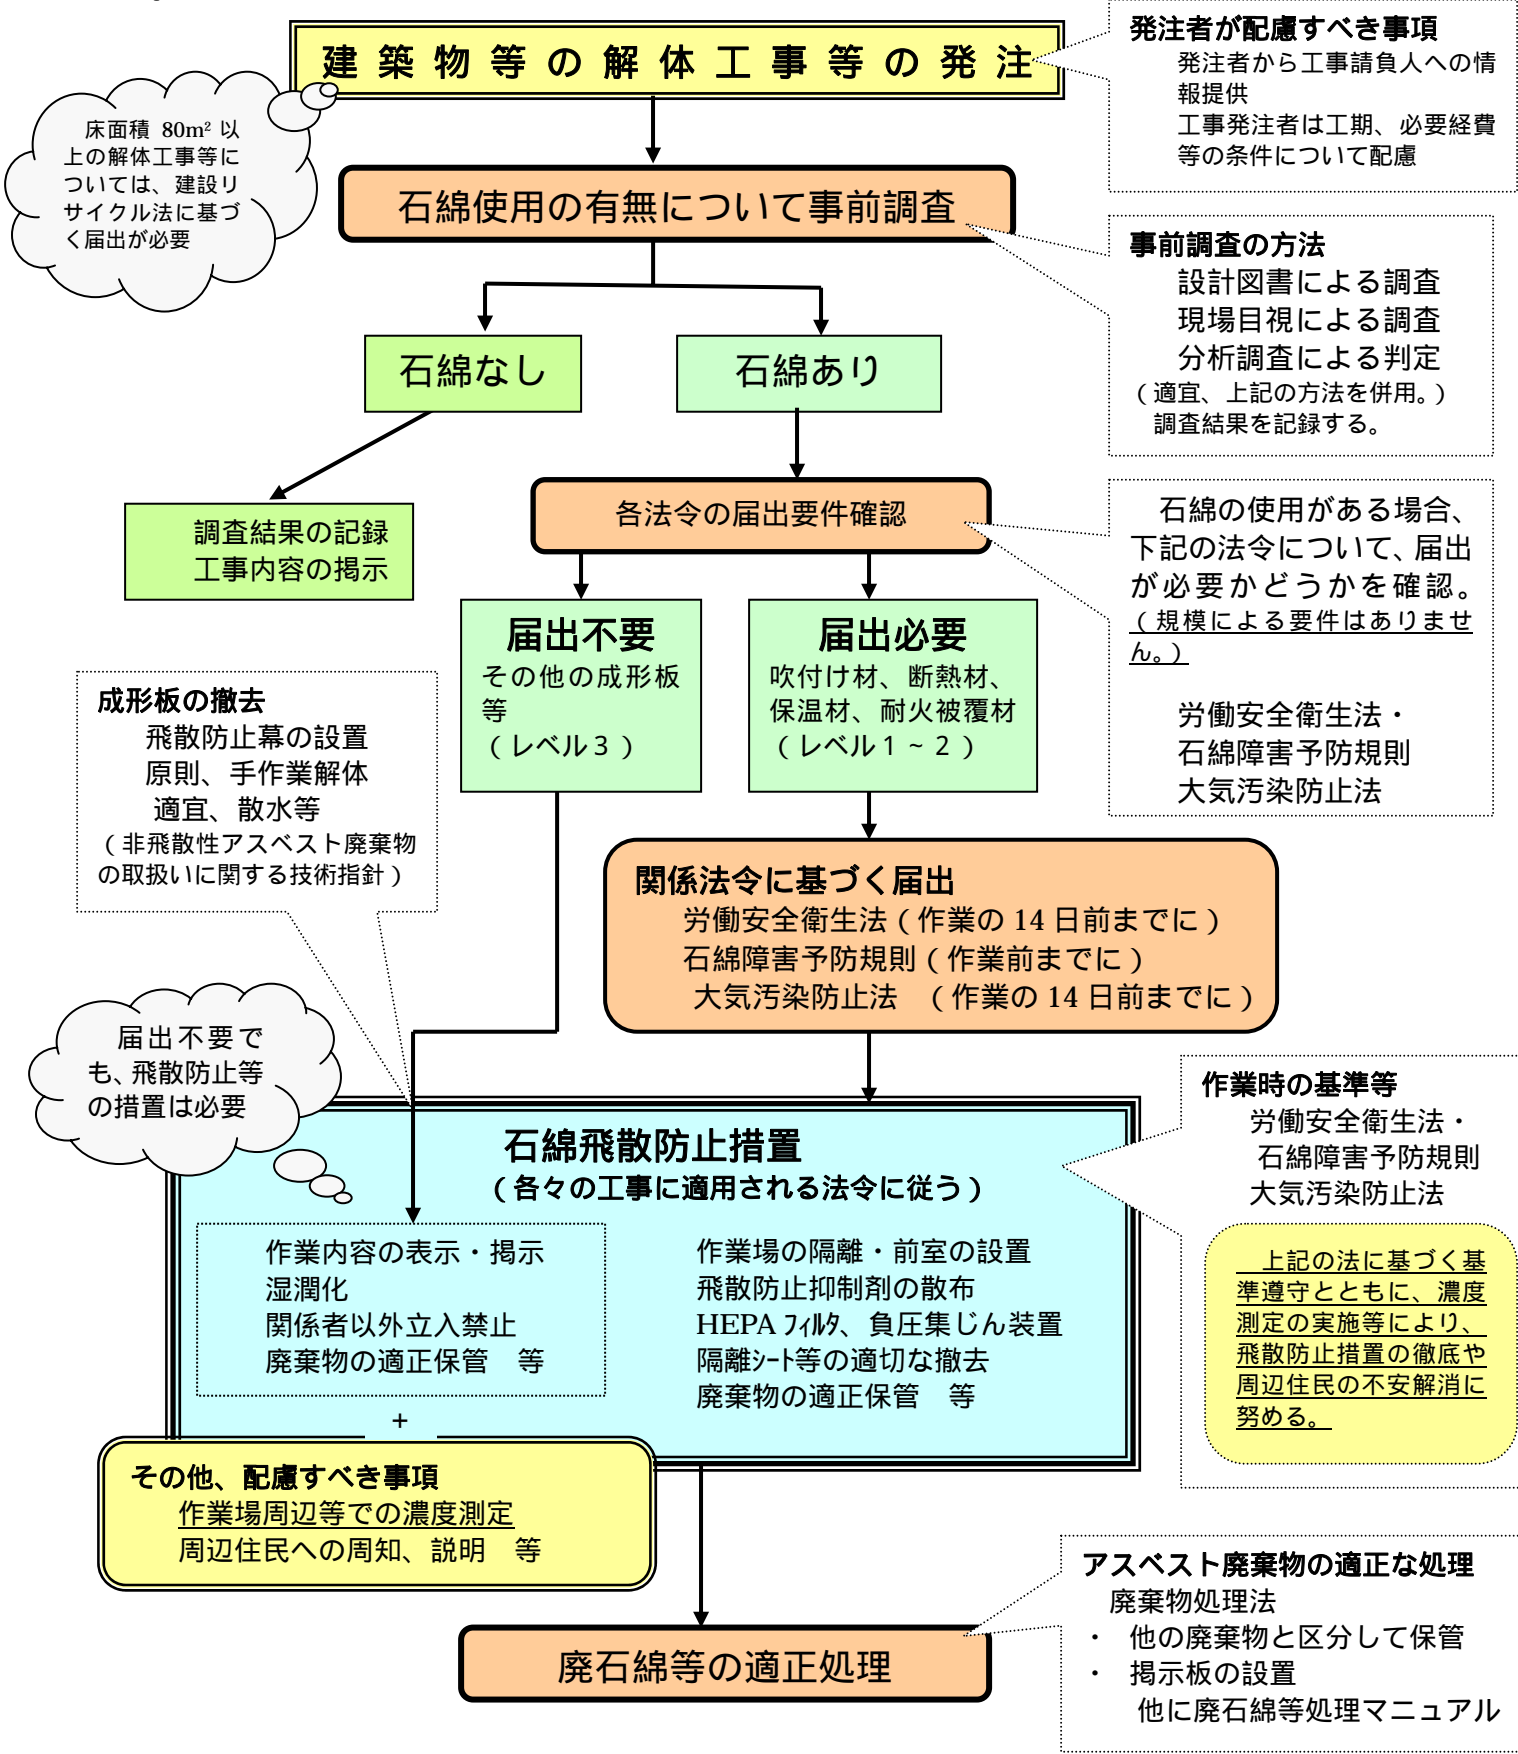 建築物等の解体工事等の発注
発注者が配慮すべき事項
発注者から工事請負人への情
報提供
工事発注者は工期、必要経費
等の条件について配慮
床面積 80m² 以
上の解体工事等に
ついては、建設リ
サイクル法に基づ
く届出が必要
石綿使用の有無について事前調査
事前調査の方法
設計図書による調査
現場目視による調査
分析調査による判定
(適宜、上記の方法を併用。)
調査結果を記録する。
石綿なし
石綿あり
調査結果の記録
工事内容の掲示
各法令の届出要件確認
石綿の使用がある場合、
下記の法令について、届出
が必要かどうかを確認。
(規模による要件はありませ
ん。)
労働安全衛生法・
石綿障害予防規則
大気汚染防止法
届出不要
その他の成形板
等
(レベル3)
届出必要
吹付け材、断熱材、
保温材、耐火被覆材
(レベル1~2)
成形板の撤去
飛散防止幕の設置
原則、手作業解体
適宜、散水等
(非飛散性アスベスト廃棄物
の取扱いに関する技術指針)
関係法令に基づく届出
労働安全衛生法(作業の 14 日前までに)
石綿障害予防規則(作業前までに)
大気汚染防止法 (作業の 14 日前までに)
届出不要で
も、飛散防止等
の措置は必要
石綿飛散防止措置
(各々の工事に適用される法令に従う)
作業内容の表示・掲示
湿潤化
関係者以外立入禁止
廃棄物の適正保管 等
+
作業場の隔離・前室の設置
飛散防止抑制剤の散布
HEPA ﾌｨﾙﾀ、負圧集じん装置
隔離ｼｰﾄ等の適切な撤去
廃棄物の適正保管 等
作業時の基準等
労働安全衛生法・
石綿障害予防規則
大気汚染防止法
上記の法に基づく基
準遵守とともに、濃度
測定の実施等により、
飛散防止措置の徹底や
周辺住民の不安解消に
努める。
その他、配慮すべき事項
作業場周辺等での濃度測定
周辺住民への周知、説明 等
廃石綿等の適正処理
アスベスト廃棄物の適正な処理
廃棄物処理法
・ 他の廃棄物と区分して保管
・ 掲示板の設置
他に廃石綿等処理マニュアル